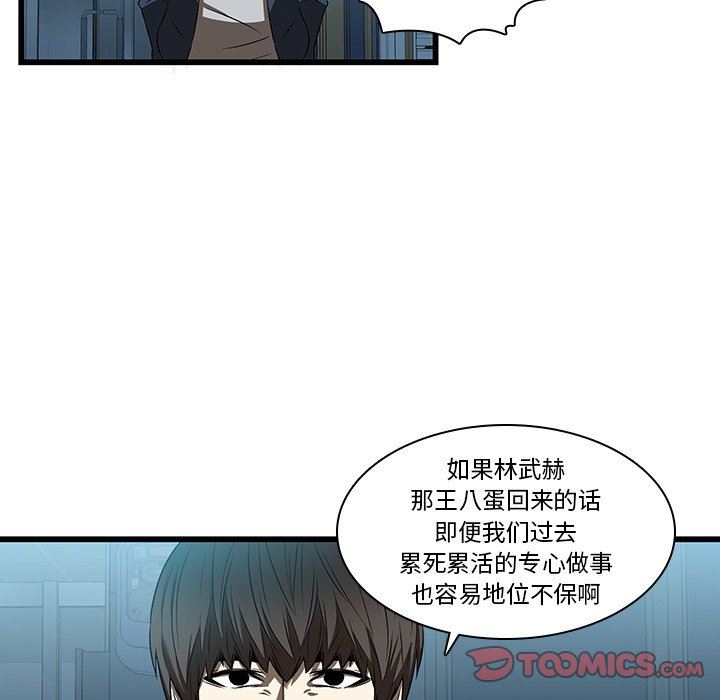 如果林武赫
那王八蛋回来的话
即便我们过去
累死累活的专心做事
也容易地位不保啊
TOOMICS.COM